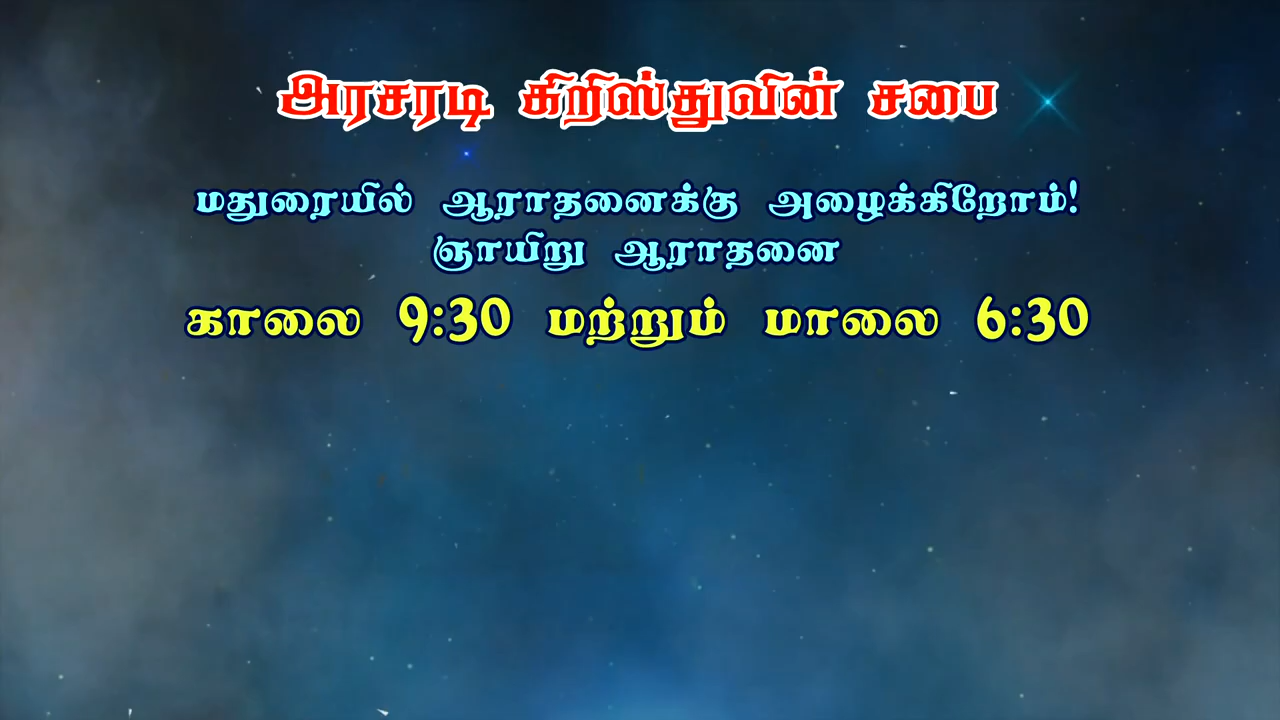 அரசரடி கிறிஸ்துவின் சபை
மதுரையில் ஆராதனைக்கு அழைக்கிறோம்!
ஞாயிறு ஆராதனை
காலை 9:30 மற்றும் மாலை 6:30